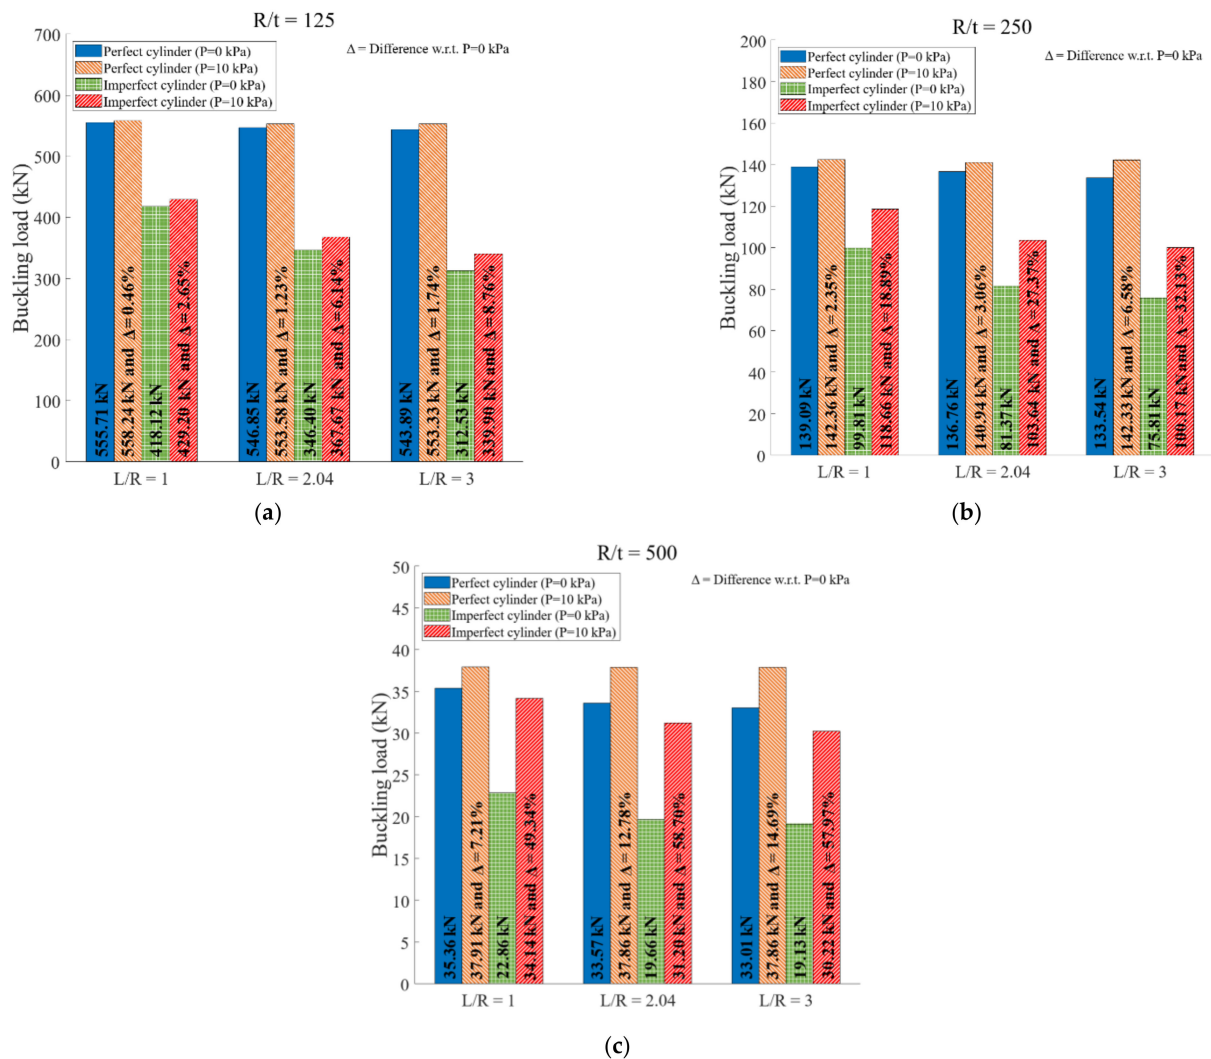 R/t = 125
Δ = Difference w.r.t. P=0 kPa
Perfect cylinder (P=0 kPa)
Perfect cylinder (P=10 kPa)
Imperfect cylinder (P=0 kPa)
Imperfect cylinder (P=10 kPa)
Buckling load (kN)
700
600
500
400
300
200
100
0
555.71 kN
558.24 kN and Δ=0.46%
418.12 kN
429.20 kN and Δ=2.65%
546.85 kN
553.58 kN and Δ=1.23%
346.40 kN
367.67 kN and Δ=6.14%
543.89 kN
553.33 kN and Δ=1.74%
312.53 kN
339.90 kN and Δ=8.76%
L/R = 1
L/R = 2.04
L/R = 3
(a)
R/t = 250
Δ = Difference w.r.t. P=0 kPa
Perfect cylinder (P=0 kPa)
Perfect cylinder (P=10 kPa)
Imperfect cylinder (P=0 kPa)
Imperfect cylinder (P=10 kPa)
Buckling load (kN)
200
180
160
140
120
100
80
60
40
20
0
139.09 kN
142.36 kN and Δ=2.35%
99.81 kN
118.66 kN and Δ=18.89%
136.76 kN
140.94 kN and Δ=3.06%
81.37 kN
103.64 kN and Δ=27.37%
133.54 kN
142.33 kN and Δ=6.58%
75.81 kN
100.17 kN and Δ=32.13%
L/R = 1
L/R = 2.04
L/R = 3
(b)
R/t = 500
Δ = Difference w.r.t. P=0 kPa
Perfect cylinder (P=0 kPa)
Perfect cylinder (P=10 kPa)
Imperfect cylinder (P=0 kPa)
Imperfect cylinder (P=10 kPa)
Buckling load (kN)
50
45
40
35
30
25
20
15
10
5
0
35.36 kN
37.91 kN and Δ=7.21%
22.86 kN
34.14 kN and Δ=49.34%
33.57 kN
37.86 kN and Δ=12.78%
19.66 kN
31.20 kN and Δ=58.70%
33.01 kN
37.86 kN and Δ=14.69%
19.13 kN
30.22 kN and Δ=57.97%
L/R = 1
L/R = 2.04
L/R = 3
(c)